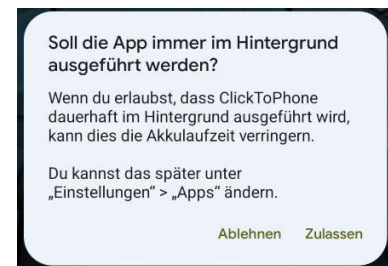 Soll die App immer im Hintergrund
ausgeführt werden?
Wenn du erlaubst, dass ClickToPhone
dauerhaft im Hintergrund ausgeführt wird,
kann dies die Akkulaufzeit verringern.
Du kannst das später unter
„Einstellungen“ > „Apps“ ändern.
Ablehnen Zulassen